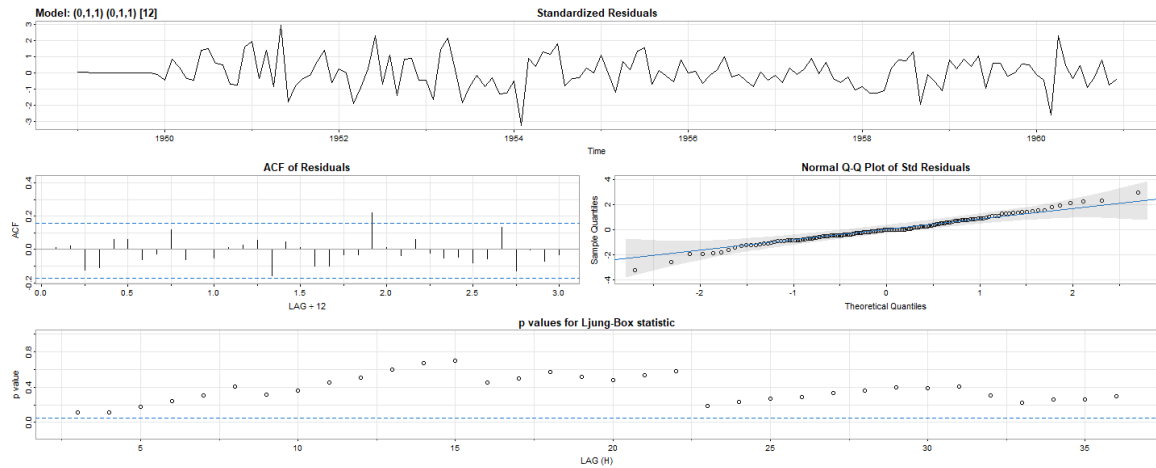 Model: (0,1,1) (0,1,1) [12]
Standardized Residuals
3
2
1
0
-1
-2
-3
1950 1952 1954 1956 1958 1960
Time
ACF of Residuals
ACF
0.4
0.2
0.0
-0.2
0.0 0.5 1.0 1.5 2.0 2.5 3.0
LAG ÷ 12
Normal Q-Q Plot of Std Residuals
Sample Quantiles
4
2
0
-2
-4
-2 -1 0 1 2
Theoretical Quantiles
p values for Ljung-Box statistic
p value
0.8
0.4
0.0
5 10 15 20 25 30 35
LAG (H)